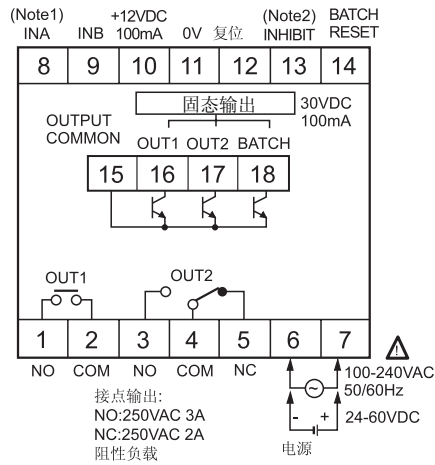 (Note1) +12VDC (Note2) BATCH
INA INB 100mA 0V 复位 INHIBIT RESET
8 9 10 11 12 13 14
固态输出 30VDC
100mA
OUTPUT
COMMON OUT1 OUT2 BATCH
15 16 17 18
OUT1 OUT2
1 2 3 4 5 6 7
NO COM NO COM NC
100-240VAC
50/60Hz
接点输出:
NO:250VAC 3A
NC:250VAC 2A
阻性负载
- + 24-60VDC
电源